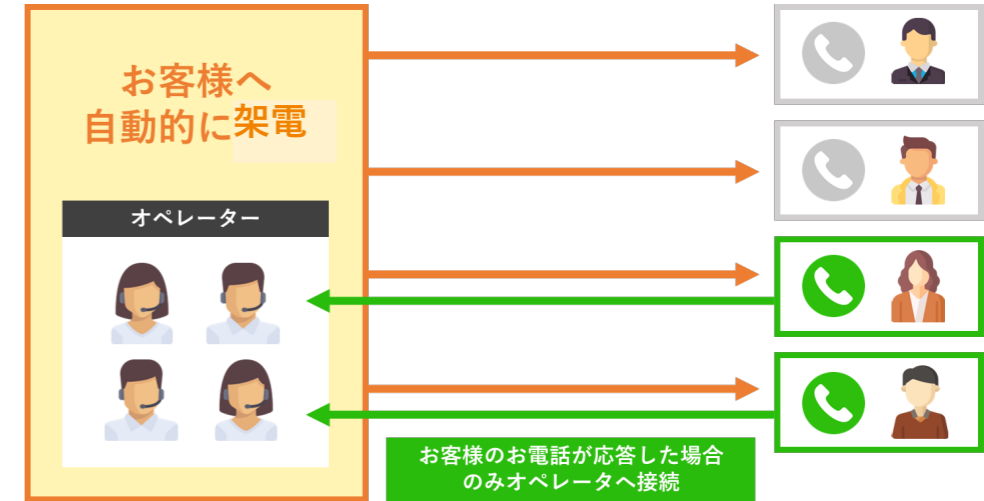 お客様へ
自動的に架電
オペレーター
お客様のお電話が応答した場合
のみオペレータへ接続